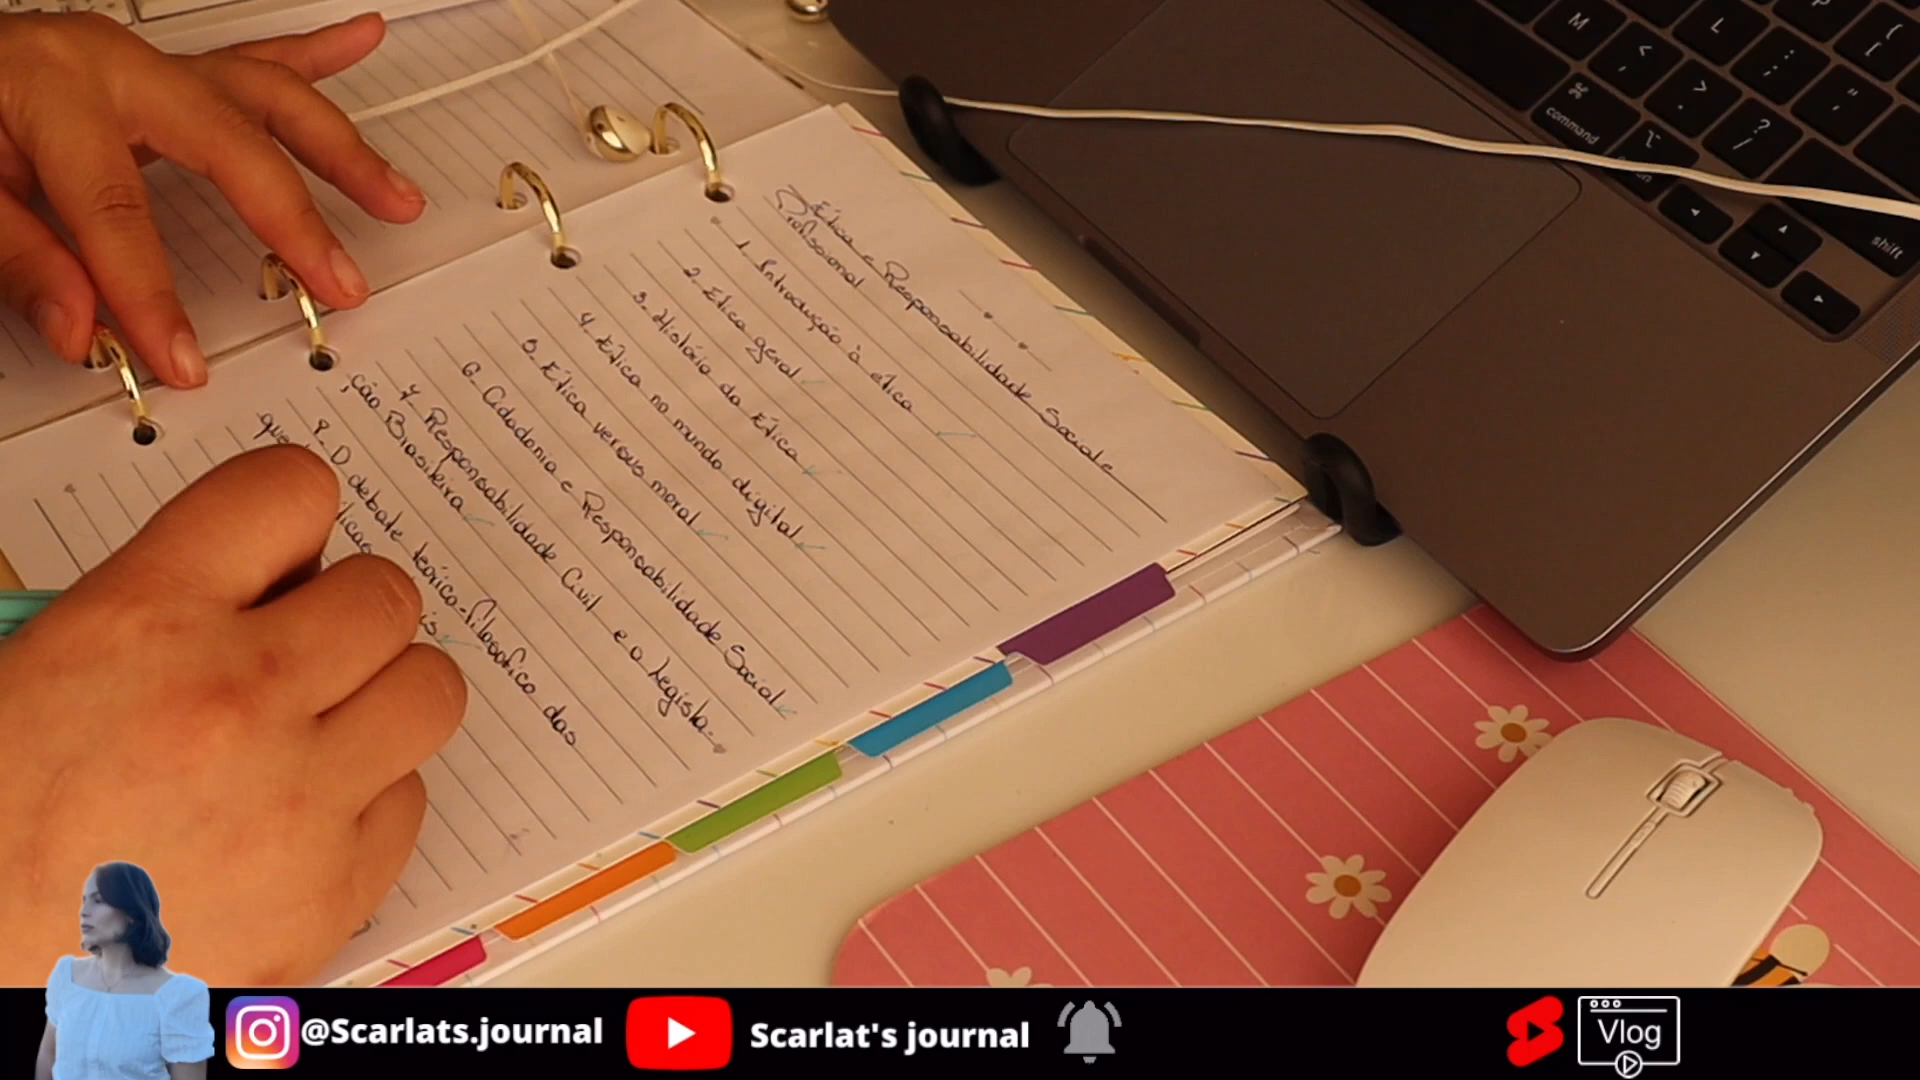 Ética e Responsabilidade Social e
Profissional
1. Introdução à ética
2. Ética geral
3. História da Ética
4. Ética no mundo digital
5. Ética versus moral
6. Cidadania e Responsabilidade Social
7. Responsabilidade Civil e a Legisla-
ção Brasileira
8. O debate teórico-filosófico das
M
L
P
command
shift
@Scarlats.journal
Scarlat's journal
Vlog